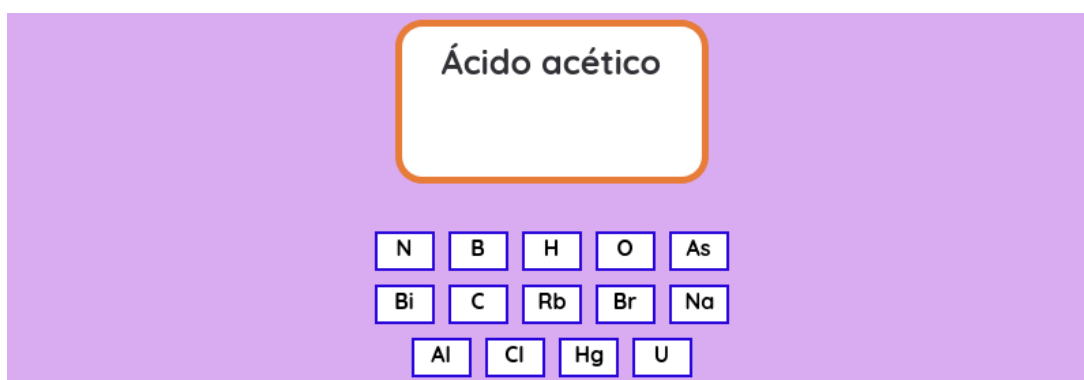 Ácido acético
N B H O As
Bi C Rb Br Na
Al Cl Hg U